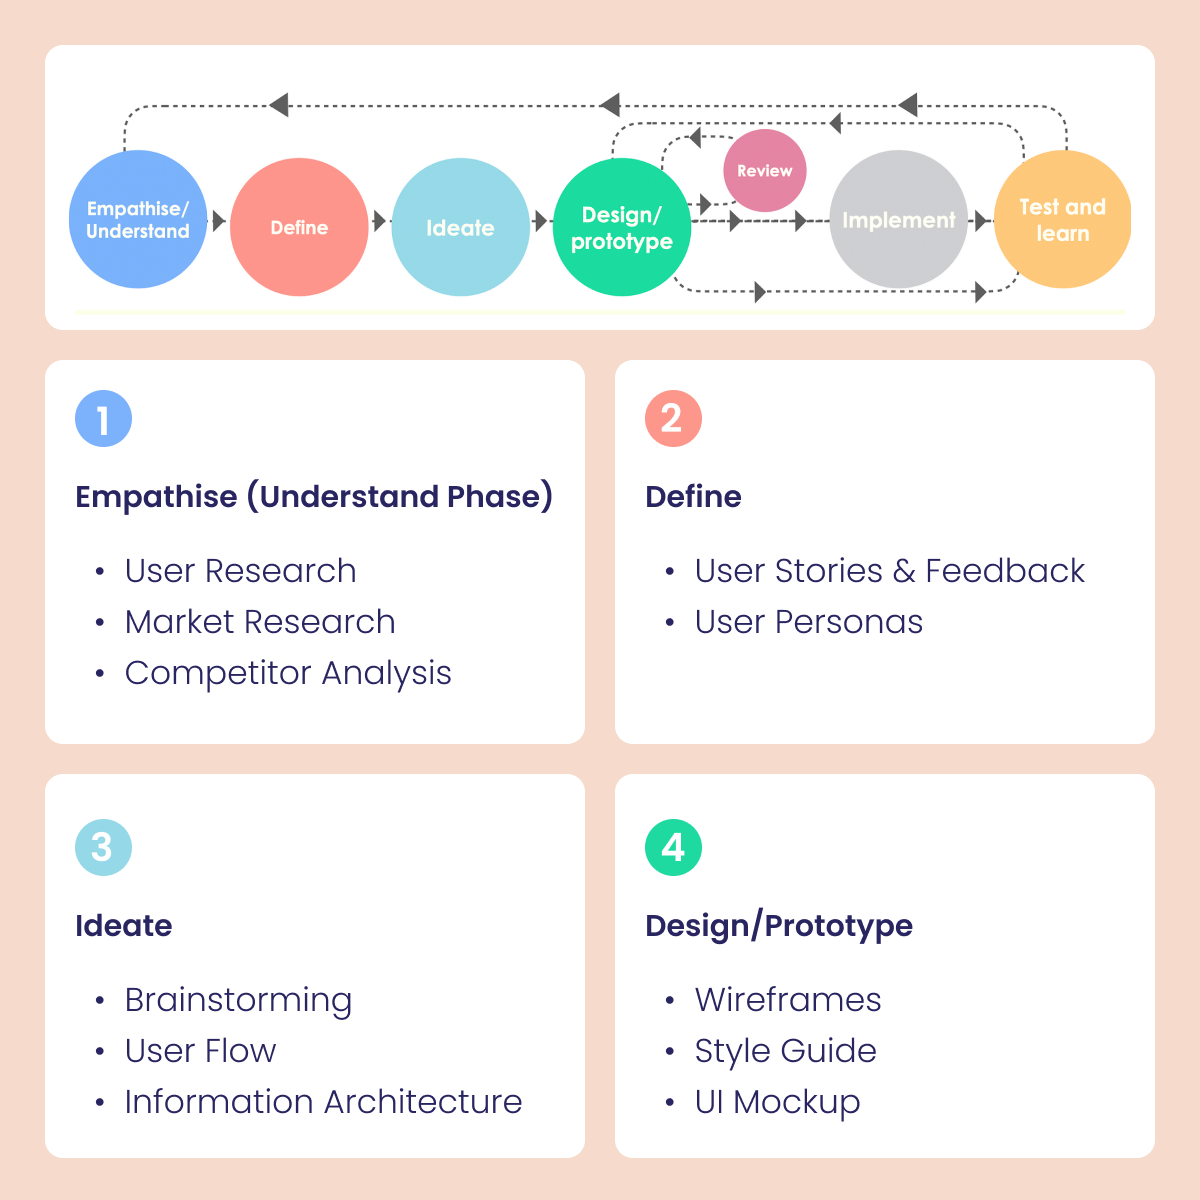 Empathise/
Understand
Define
Ideate
Design/
prototype
Review
Implement
Test and
learn
1
Empathise (Understand Phase)
• User Research
• Market Research
• Competitor Analysis
2
Define
• User Stories & Feedback
• User Personas
3
Ideate
• Brainstorming
• User Flow
• Information Architecture
4
Design/Prototype
• Wireframes
• Style Guide
• UI Mockup